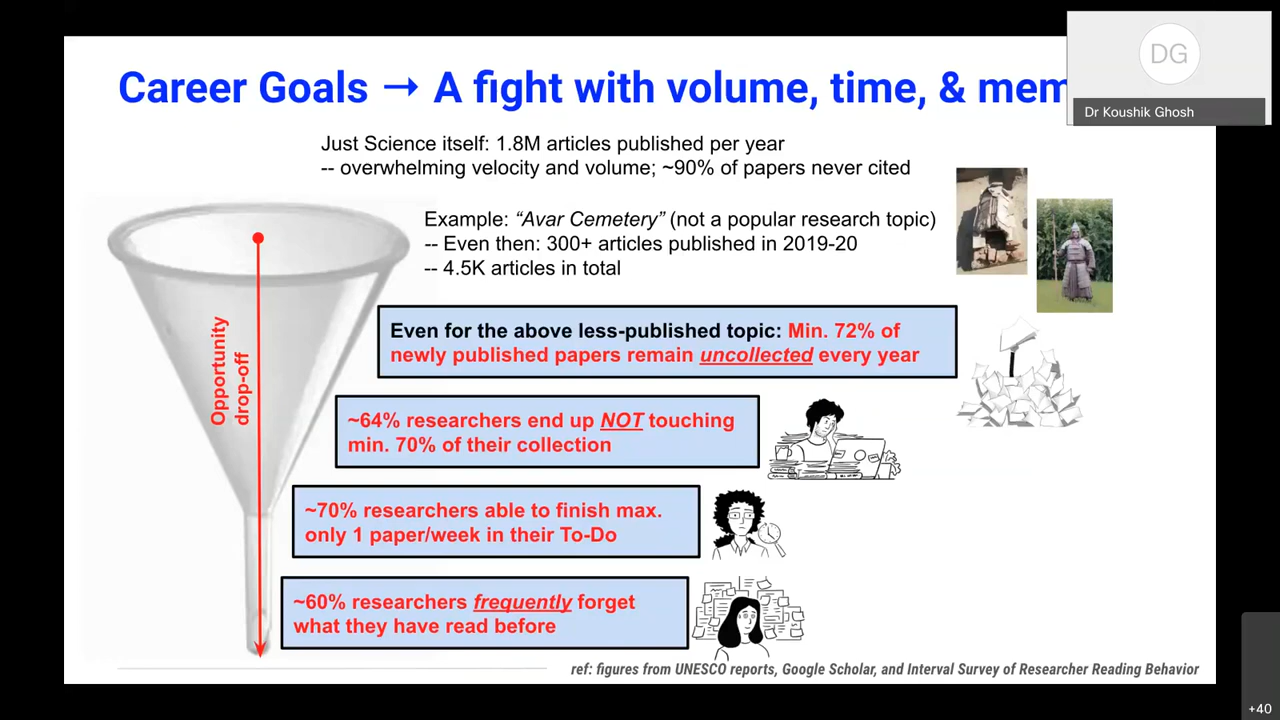 Career Goals → A fight with volume, time, & mem
DG
Dr Koushik Ghosh
Just Science itself: 1.8M articles published per year
-- overwhelming velocity and volume; ~90% of papers never cited
Example: “Avar Cemetery” (not a popular research topic)
-- Even then: 300+ articles published in 2019-20
-- 4.5K articles in total
Opportunity
drop-off
Even for the above less-published topic: Min. 72% of
newly published papers remain uncollected every year
~64% researchers end up NOT touching
min. 70% of their collection
~70% researchers able to finish max.
only 1 paper/week in their To-Do
~60% researchers frequently forget
what they have read before
ref: figures from UNESCO reports, Google Scholar, and Interval Survey of Researcher Reading Behavior
+40